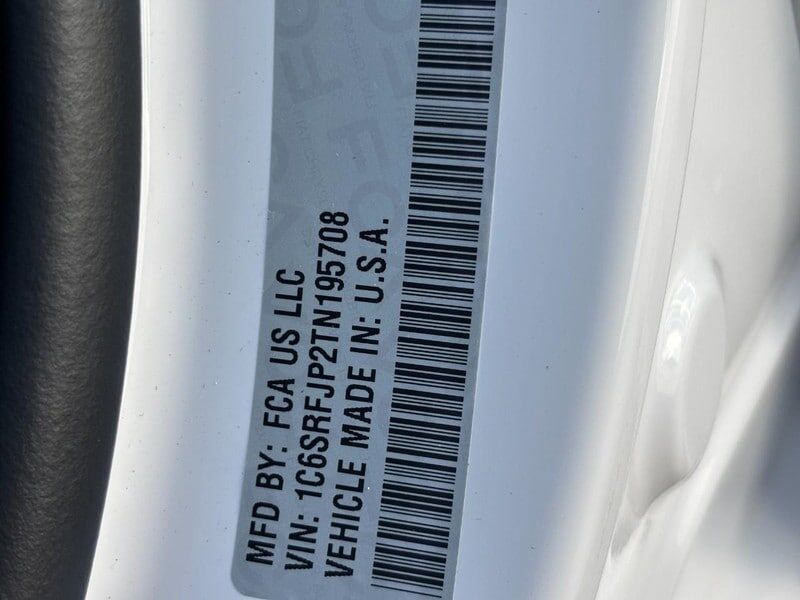 MFD BY: FCA US LLC
VIN: 1C6SRFJP2TN195708
VEHICLE MADE IN: U.S.A.